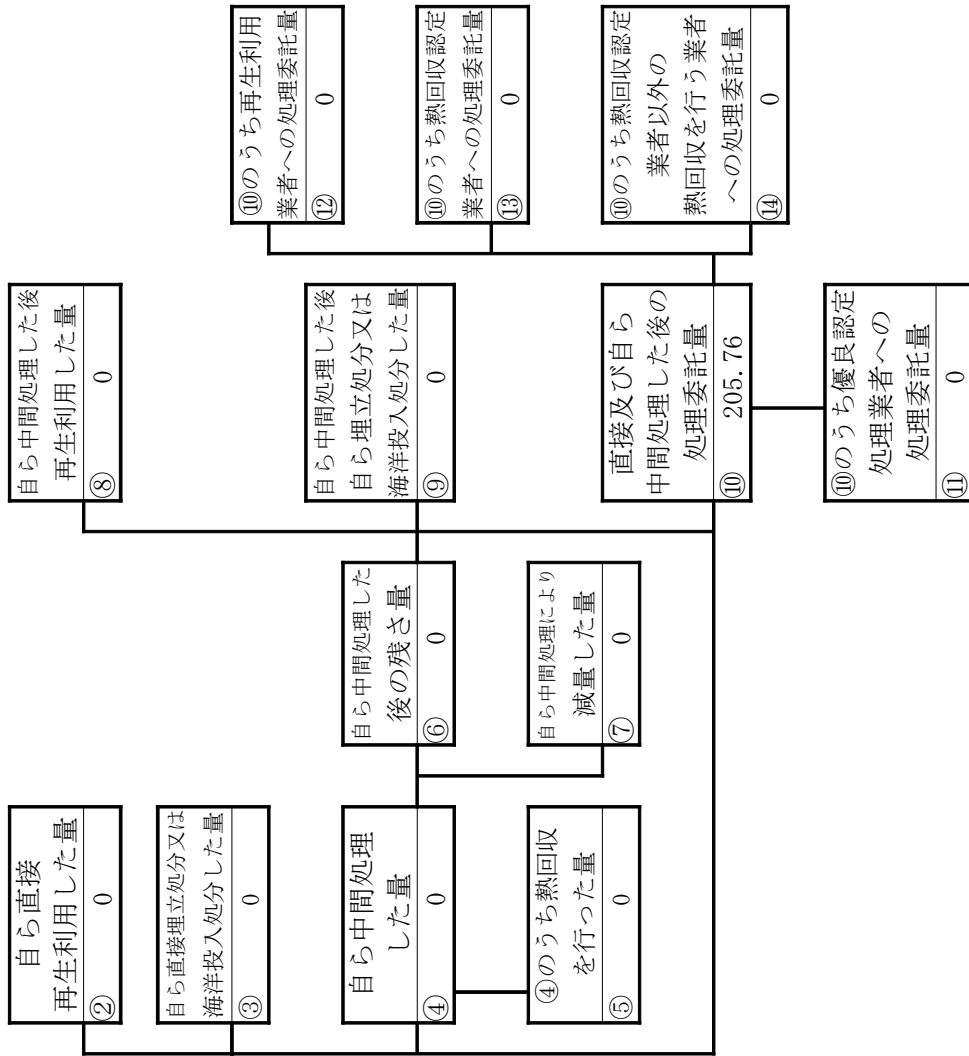 自ら直接
再生利用した量
② 0
自ら直接埋立処分又は
海洋投入処分した量
③ 0
自ら中間処理
した量
④ 0
④のうち熱回収
を行った量
⑤ 0
自ら中間処理した
後の残さ量
⑥ 0
自ら中間処理により
減量した量
⑦ 0
自ら中間処理した後
再生利用した量
⑧ 0
自ら中間処理した後
自ら埋立処分又は
海洋投入処分した量
⑨ 0
直接及び自ら
中間処理した後の
処理委託量
⑩ 205.76
⑩のうち優良認定
処理業者への
処理委託量
⑪ 0
⑩のうち再生利用
業者への処理委託量
⑫ 0
⑩のうち熱回収認定
業者への処理委託量
⑬ 0
⑩のうち熱回収認定
業者以外の
熱回収を行う業者
への処理委託量
⑭ 0